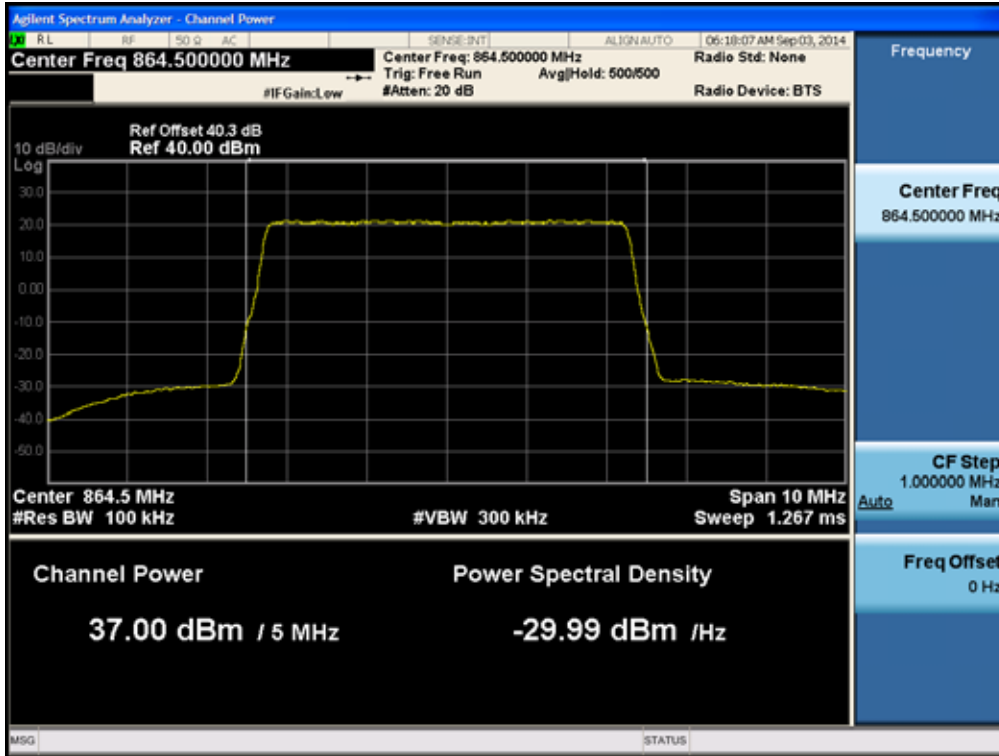 Agilent Spectrum Analyzer - Channel Power
RL RF 50 Ω AC SENSE:INT ALIGN AUTO 06:18:07 AM Sep 03, 2014
Center Freq 864.500000 MHz
Center Freq: 864.500000 MHz
Radio Std: None
Trig: Free Run Avg|Hold: 500/500
#IFGain:Low
#Atten: 20 dB
Radio Device: BTS
Ref Offset 40.3 dB
10 dB/div Ref 40.00 dBm
Log
30.0
20.0
10.0
0.00
-10.0
-20.0
-30.0
-40.0
-50.0
Center 864.5 MHz Span 10 MHz
#Res BW 100 kHz #VBW 300 kHz Sweep 1.267 ms
Channel Power Power Spectral Density
37.00 dBm / 5 MHz -29.99 dBm /Hz
MSG STATUS
Frequency
Center Freq
864.500000 MHz
CF Step
1.000000 MHz
Auto Man
Freq Offset
0 Hz